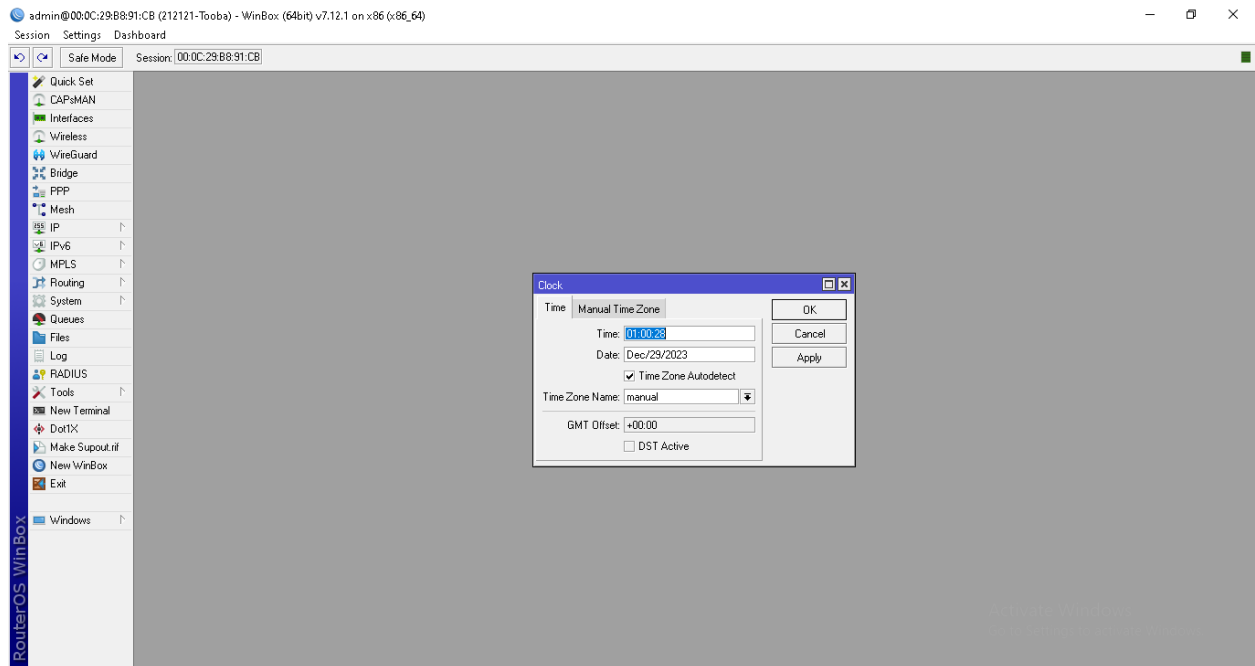 admin@00:0C:29:B8:91:CB (212121-Tooba) - WinBox (64bit) v7.12.1 on x86 (x86_64)
Session Settings Dashboard
Safe Mode Session: 00:0C:29:B8:91:CB
Quick Set
CAPsMAN
Interfaces
Wireless
WireGuard
Bridge
PPP
Mesh
IP
IPv6
MPLS
Routing
System
Queues
Files
Log
RADIUS
Tools
New Terminal
Dot1X
Make Supout.rif
New WinBox
Exit
Windows
RouterOS WinBox
Clock
Time Manual Time Zone
Time: 01:00:28
Date: Dec/29/2023
Time Zone Autodetect
Time Zone Name: manual
GMT Offset: +00:00
DST Active
OK
Cancel
Apply
Activate Windows